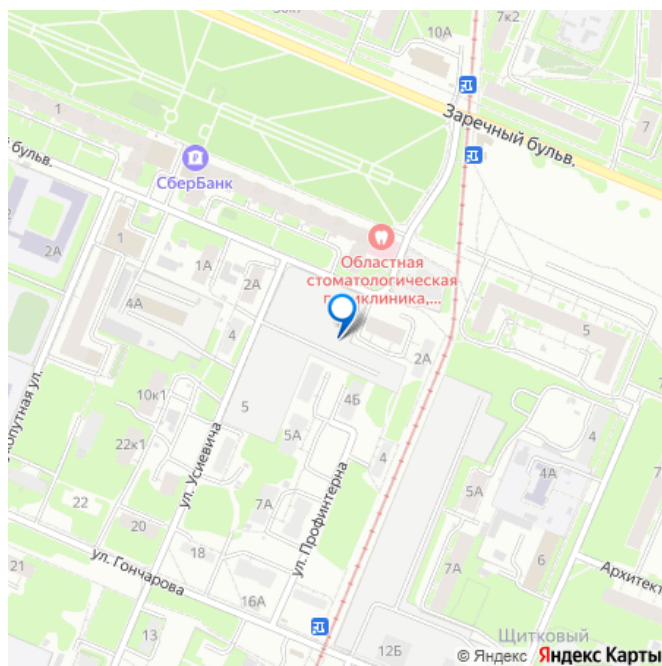 10А
7к2
Заречный бульв.
7
1
бульв.
СберБанк
2А
1
1А
2А
4А
4
Областная
стоматологическая
п
иклиника,...
5
2А
4Б
10к1
5
5А
4
22к1
ул. Усиевича
7А
ул. Профинтерна
22
20
18
ул. Гончарова
21
16А
13
12Б
4
4А
5А
7А
6
Архитект
Щитковый
© Яндекс Яндекс Карты